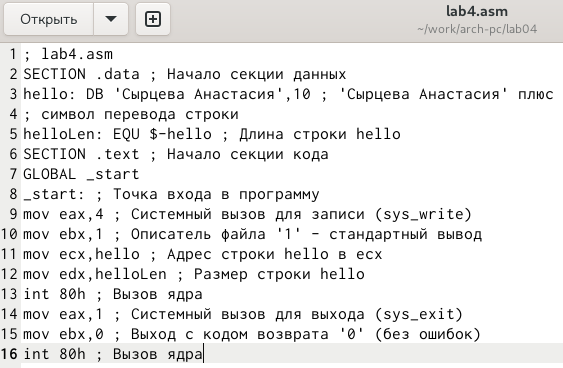 Открыть
lab4.asm
~/work/arch-pc/lab04
1 ; lab4.asm
2 SECTION .data ; Начало секции данных
3 hello: DB 'Сырцева Анастасия',10 ; 'Сырцева Анастасия' плюс
4 ; символ перевода строки
5 helloLen: EQU $-hello ; Длина строки hello
6 SECTION .text ; Начало секции кода
7 GLOBAL _start
8 _start: ; Точка входа в программу
9 mov eax,4 ; Системный вызов для записи (sys_write)
10 mov ebx,1 ; Описатель файла '1' - стандартный вывод
11 mov ecx,hello ; Адрес строки hello в ecx
12 mov edx,helloLen ; Размер строки hello
13 int 80h ; Вызов ядра
14 mov eax,1 ; Системный вызов для выхода (sys_exit)
15 mov ebx,0 ; Выход с кодом возврата '0' (без ошибок)
16 int 80h ; Вызов ядра